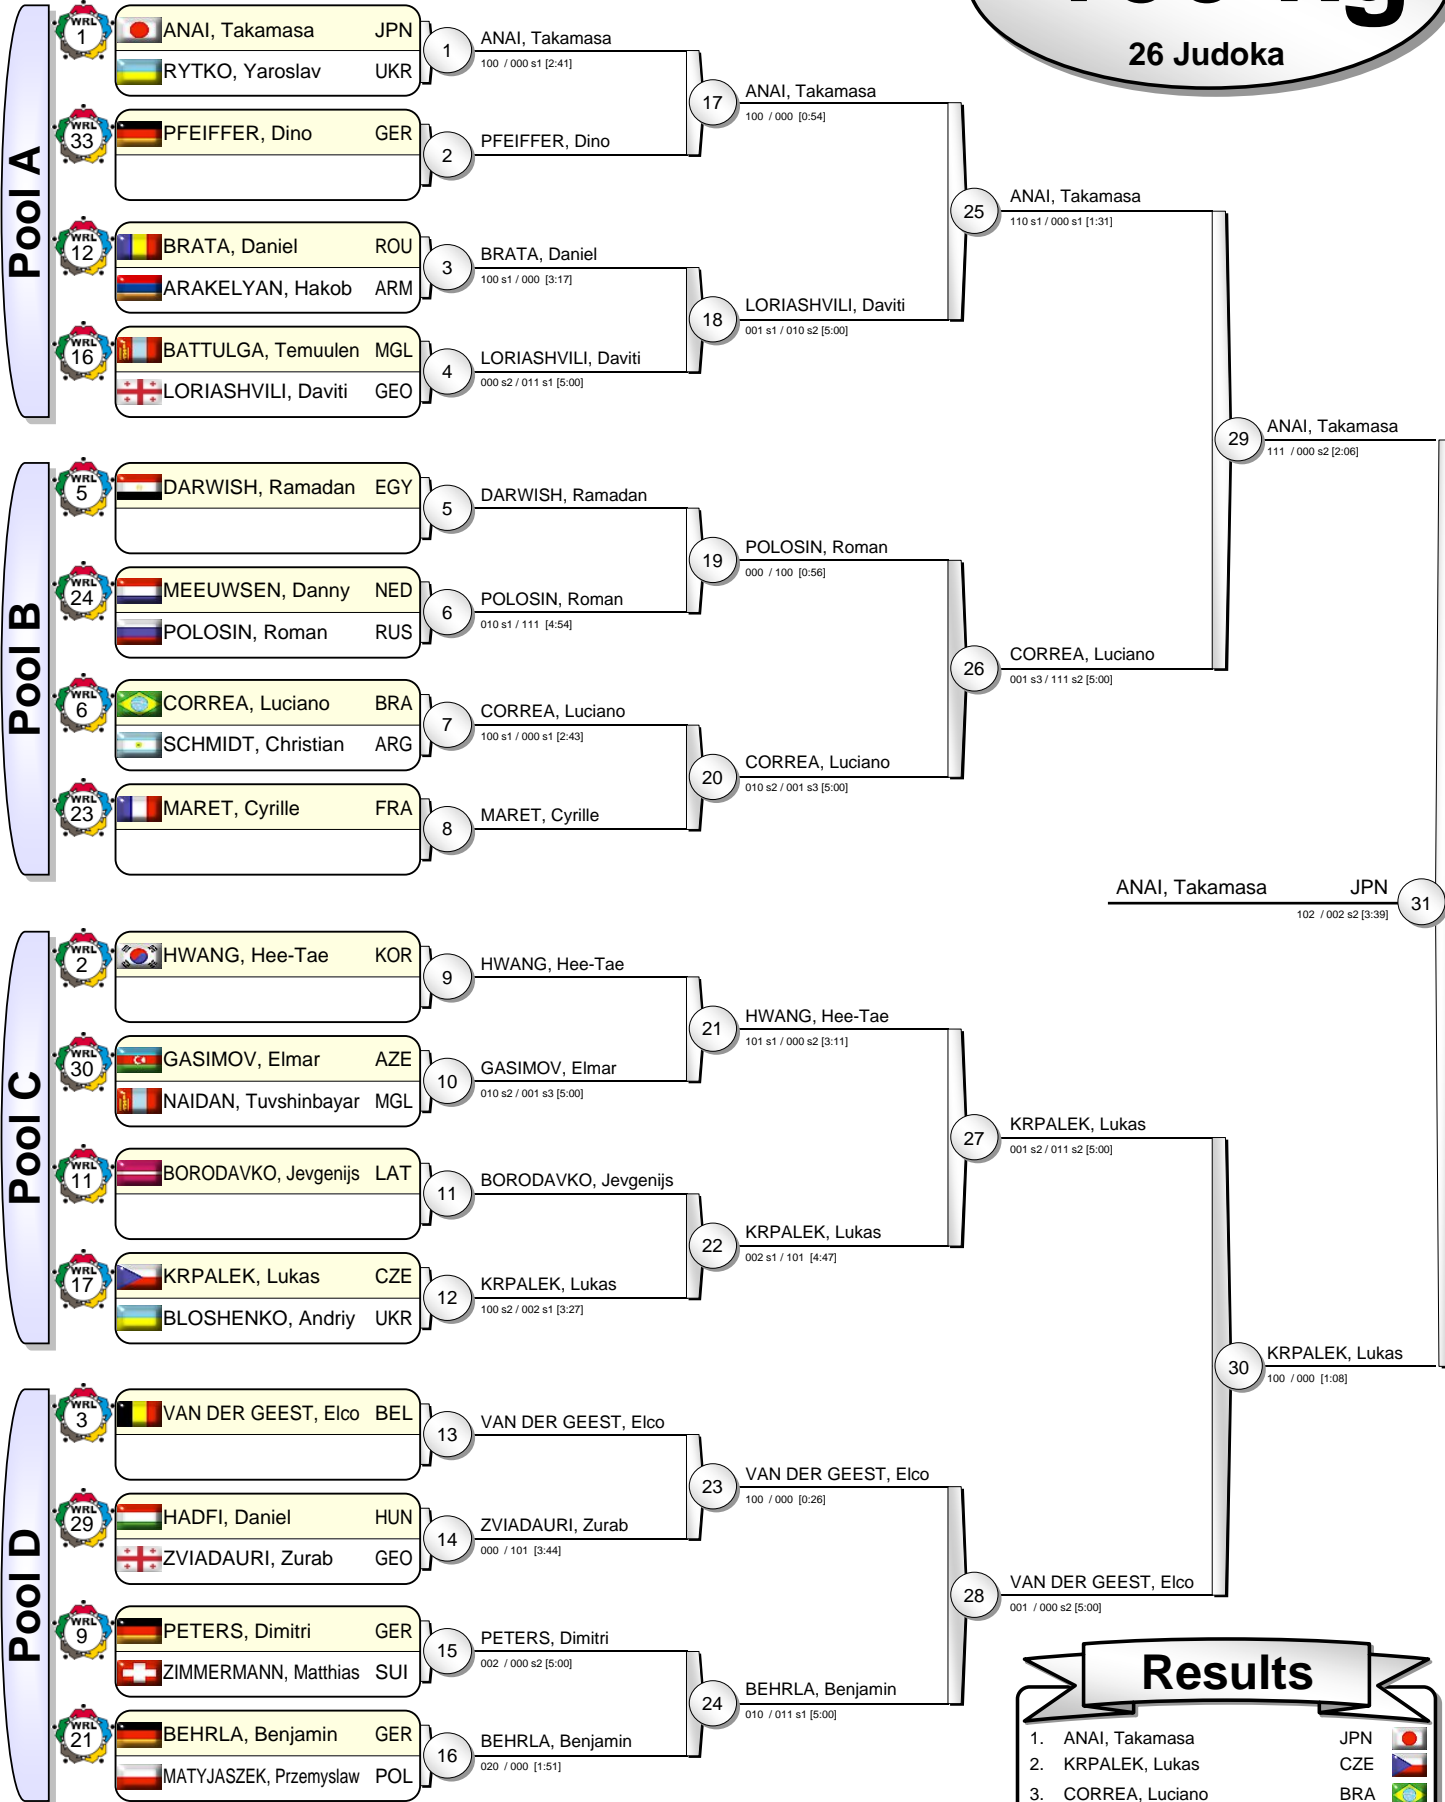 26 Judoka
Pool A
WRL 1
ANAI, Takamasa JPN
RYTKO, Yaroslav UKR
WRL 33
PFEIFFER, Dino GER
WRL 12
BRATA, Daniel ROU
ARAKELYAN, Hakob ARM
WRL 16
BATTULGA, Temuulen MGL
LORIASHVILI, Daviti GEO
1
ANAI, Takamasa
100 / 000 s1 [2:41]
2
PFEIFFER, Dino
3
BRATA, Daniel
100 s1 / 000 [3:17]
4
LORIASHVILI, Daviti
000 s2 / 011 s1 [5:00]
17
ANAI, Takamasa
100 / 000 [0:54]
18
LORIASHVILI, Daviti
001 s1 / 010 s2 [5:00]
25
ANAI, Takamasa
110 s1 / 000 s1 [1:31]
Pool B
WRL 5
DARWISH, Ramadan EGY
WRL 24
MEEUWSEN, Danny NED
POLOSIN, Roman RUS
WRL 6
CORREA, Luciano BRA
SCHMIDT, Christian ARG
WRL 23
MARET, Cyrille FRA
5
DARWISH, Ramadan
6
POLOSIN, Roman
010 s1 / 111 [4:54]
7
CORREA, Luciano
100 s1 / 000 s1 [2:43]
8
MARET, Cyrille
19
POLOSIN, Roman
000 / 100 [0:56]
20
CORREA, Luciano
010 s2 / 001 s3 [5:00]
26
CORREA, Luciano
001 s3 / 111 s2 [5:00]
29
ANAI, Takamasa
111 / 000 s2 [2:06]
ANAI, Takamasa JPN
102 / 002 s2 [3:39]
31
Pool C
WRL 2
HWANG, Hee-Tae KOR
WRL 30
GASIMOV, Elmar AZE
NAIDAN, Tuvshinbayar MGL
WRL 11
BORODAVKO, Jevgenijs LAT
WRL 17
KRPALEK, Lukas CZE
BLOSHENKO, Andriy UKR
9
HWANG, Hee-Tae
10
GASIMOV, Elmar
010 s2 / 001 s3 [5:00]
11
BORODAVKO, Jevgenijs
12
KRPALEK, Lukas
100 s2 / 002 s1 [3:27]
21
HWANG, Hee-Tae
101 s1 / 000 s2 [3:11]
22
KRPALEK, Lukas
002 s1 / 101 [4:47]
27
KRPALEK, Lukas
001 s2 / 011 s2 [5:00]
Pool D
WRL 3
VAN DER GEEST, Elco BEL
WRL 29
HADFI, Daniel HUN
ZVIADAURI, Zurab GEO
WRL 9
PETERS, Dimitri GER
ZIMMERMANN, Matthias SUI
WRL 21
BEHRLA, Benjamin GER
MATYJASZEK, Przemyslaw POL
13
VAN DER GEEST, Elco
14
ZVIADAURI, Zurab
000 / 101 [3:44]
15
PETERS, Dimitri
002 / 000 s2 [5:00]
16
BEHRLA, Benjamin
020 / 000 [1:51]
23
VAN DER GEEST, Elco
100 / 000 [0:26]
24
BEHRLA, Benjamin
010 / 011 s1 [5:00]
28
VAN DER GEEST, Elco
001 / 000 s2 [5:00]
30
KRPALEK, Lukas
100 / 000 [1:08]
Results
1. ANAI, Takamasa JPN
2. KRPALEK, Lukas CZE
3. CORREA, Luciano BRA